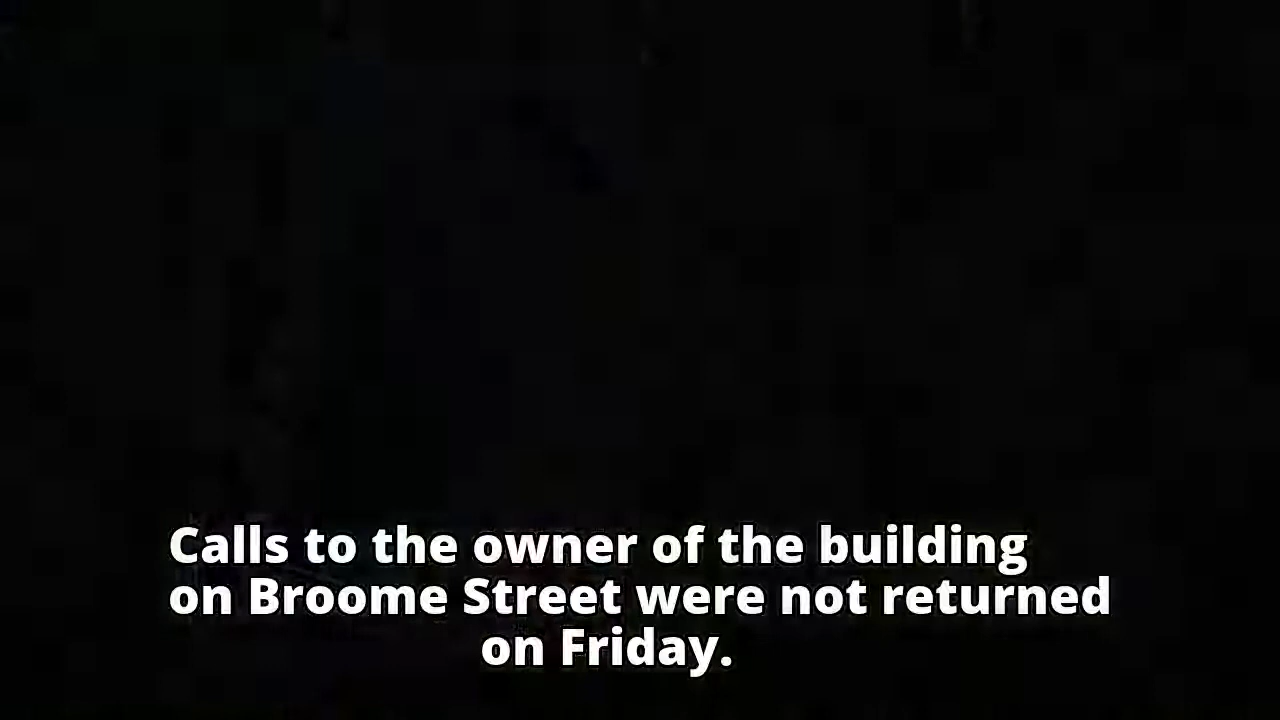 Calls to the owner of the building
on Broome Street were not returned
on Friday.